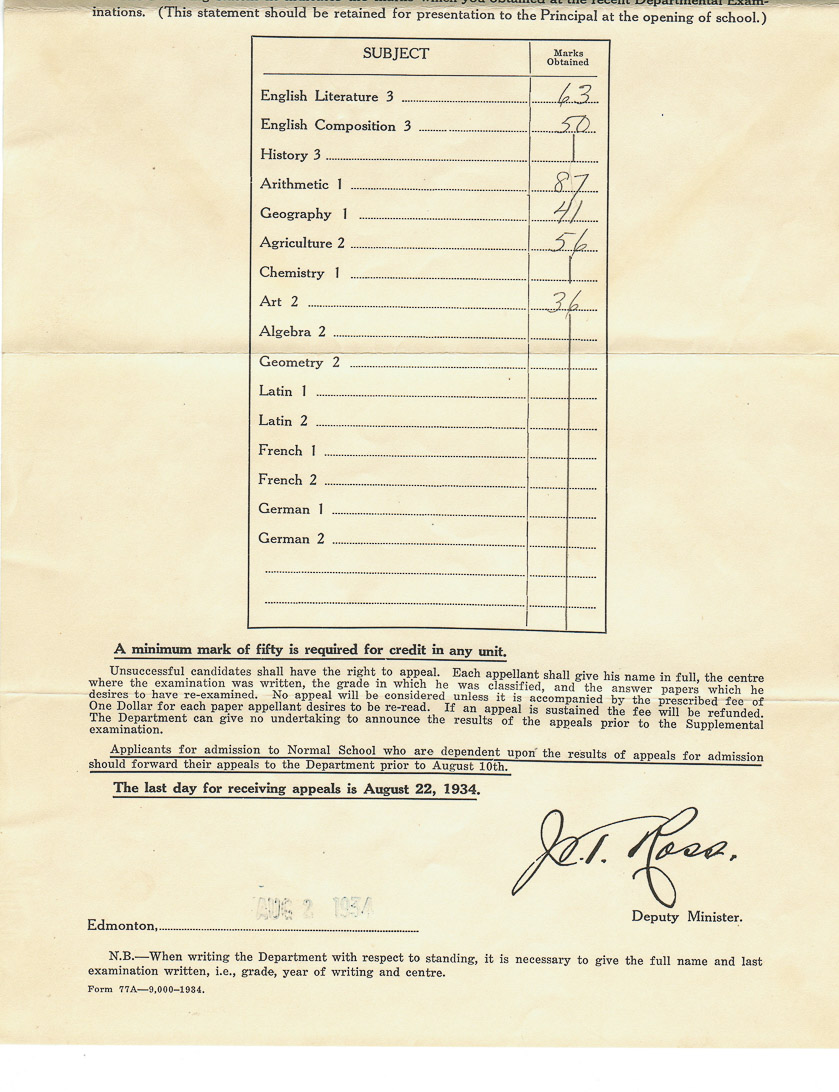 inations. (This statement should be retained for presentation to the Principal at the opening of school.)
SUBJECT Marks Obtained
English Literature 3 63
English Composition 3 50
History 3
Arithmetic 1 87
Geography 1 41
Agriculture 2 56
Chemistry 1
Art 2 36
Algebra 2
Geometry 2
Latin 1
Latin 2
French 1
French 2
German 1
German 2
A minimum mark of fifty is required for credit in any unit.
Unsuccessful candidates shall have the right to appeal. Each appellant shall give his name in full, the centre
where the examination was written, the grade in which he was classified, and the answer papers which he
desires to have re-examined. No appeal will be considered unless it is accompanied by the prescribed fee of
One Dollar for each paper appellant desires to be re-read. If an appeal is sustained the fee will be refunded.
The Department can give no undertaking to announce the results of the appeals prior to the Supplemental
examination.
Applicants for admission to Normal School who are dependent upon the results of appeals for admission
should forward their appeals to the Department prior to August 10th.
The last day for receiving appeals is August 22, 1934.
Ross.
Deputy Minister.
AUG 2 1934
Edmonton,
N.B.—When writing the Department with respect to standing, it is necessary to give the full name and last
examination written, i.e., grade, year of writing and centre.
Form 77A—9,000—1934.